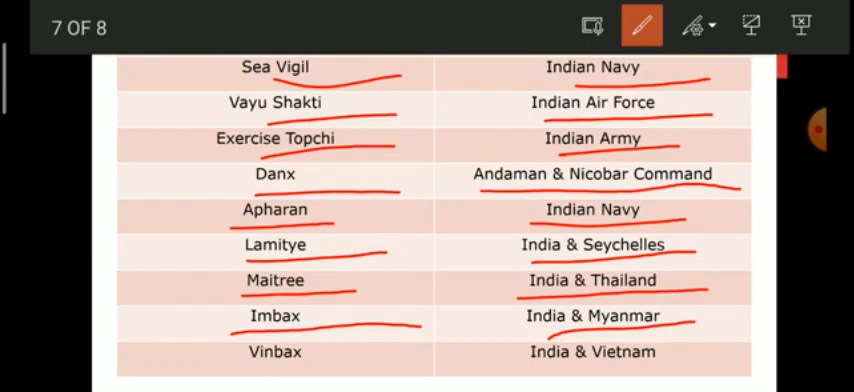 7 OF 8
Sea Vigil Indian Navy
Vayu Shakti Indian Air Force
Exercise Topchi Indian Army
Danx Andaman & Nicobar Command
Apharan Indian Navy
Lamitye India & Seychelles
Maitree India & Thailand
Imbax India & Myanmar
Vinbax India & Vietnam